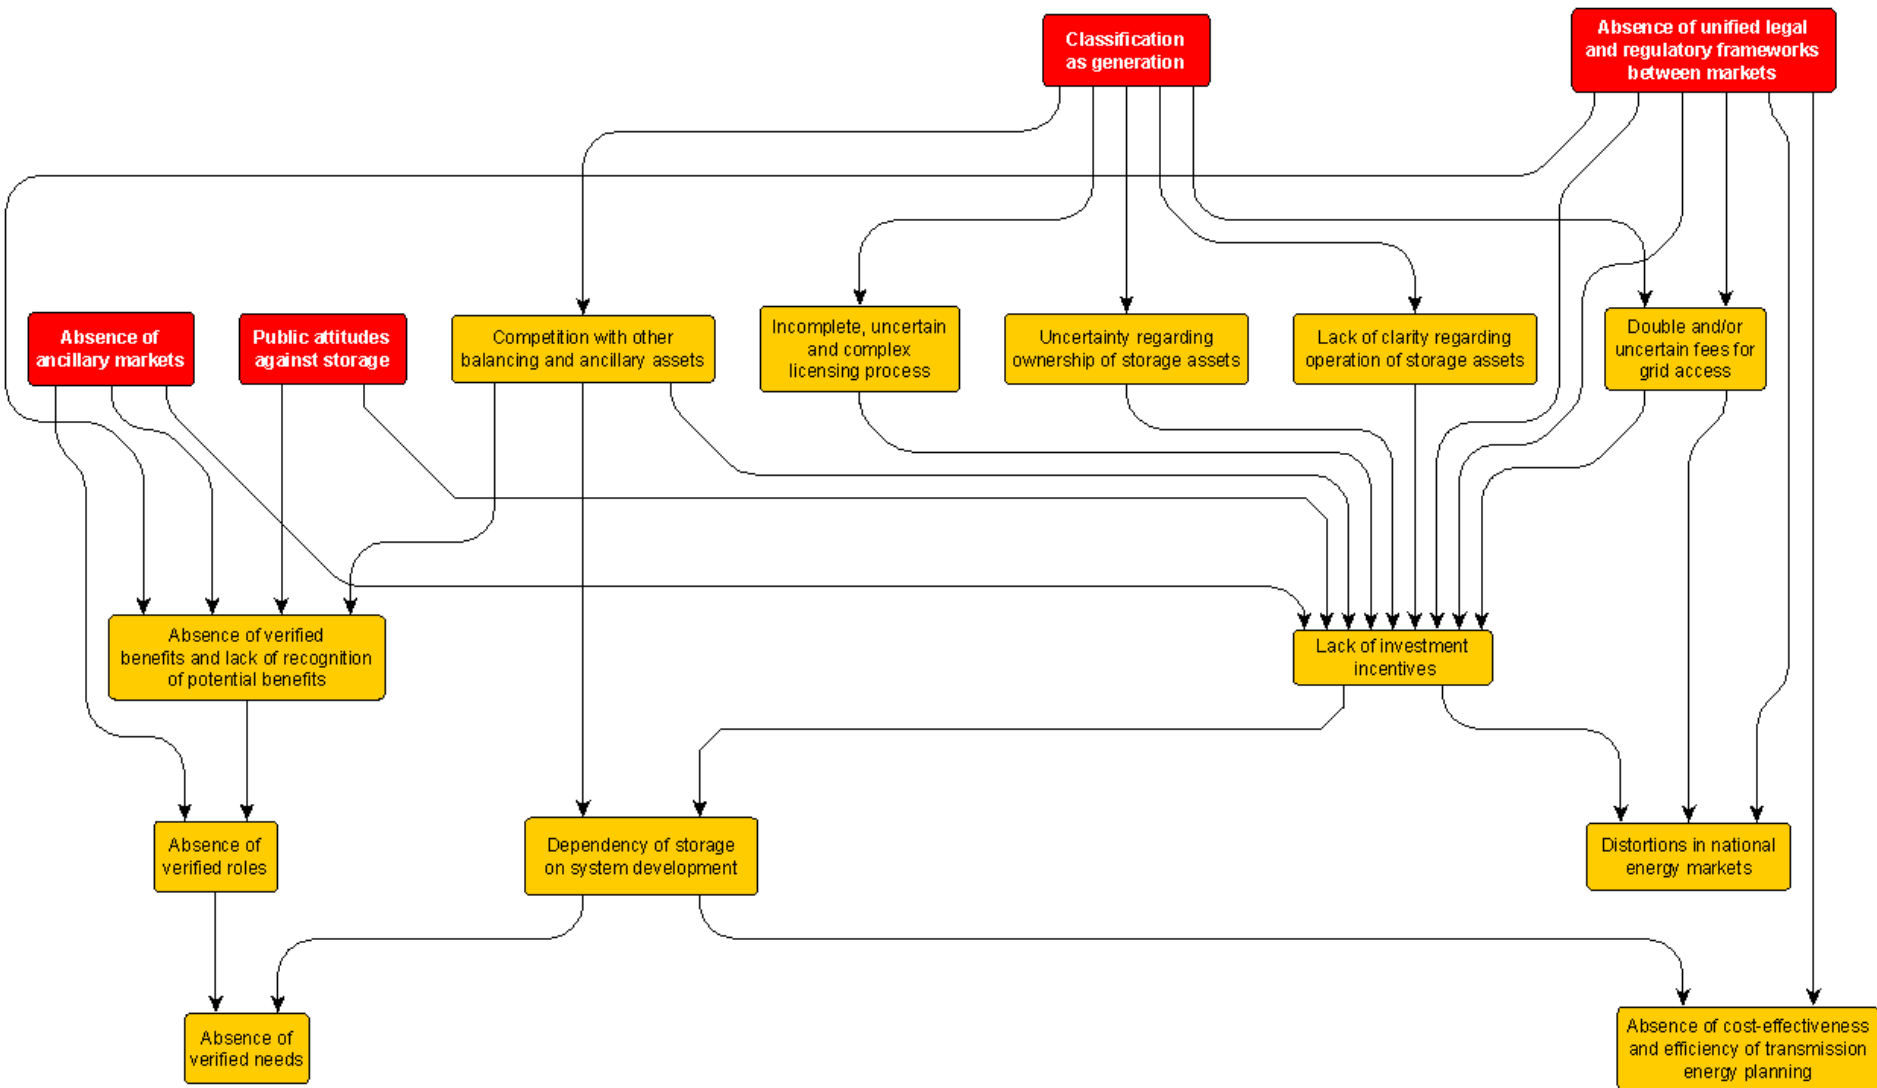 Classification
as generation
Absence of unified legal
and regulatory frameworks
between markets
Absence of
ancillary markets
Public attitudes
against storage
Competition with other
balancing and ancillary assets
Incomplete, uncertain
and complex
licensing process
Uncertainty regarding
ownership of storage assets
Lack of clarity regarding
operation of storage assets
Double and/or
uncertain fees for
grid access
Absence of verified
benefits and lack of recognition
of potential benefits
Lack of investment
incentives
Absence of
verified roles
Dependency of storage
on system development
Distortions in national
energy markets
Absence of
verified needs
Absence of cost-effectiveness
and efficiency of transmission
energy planning